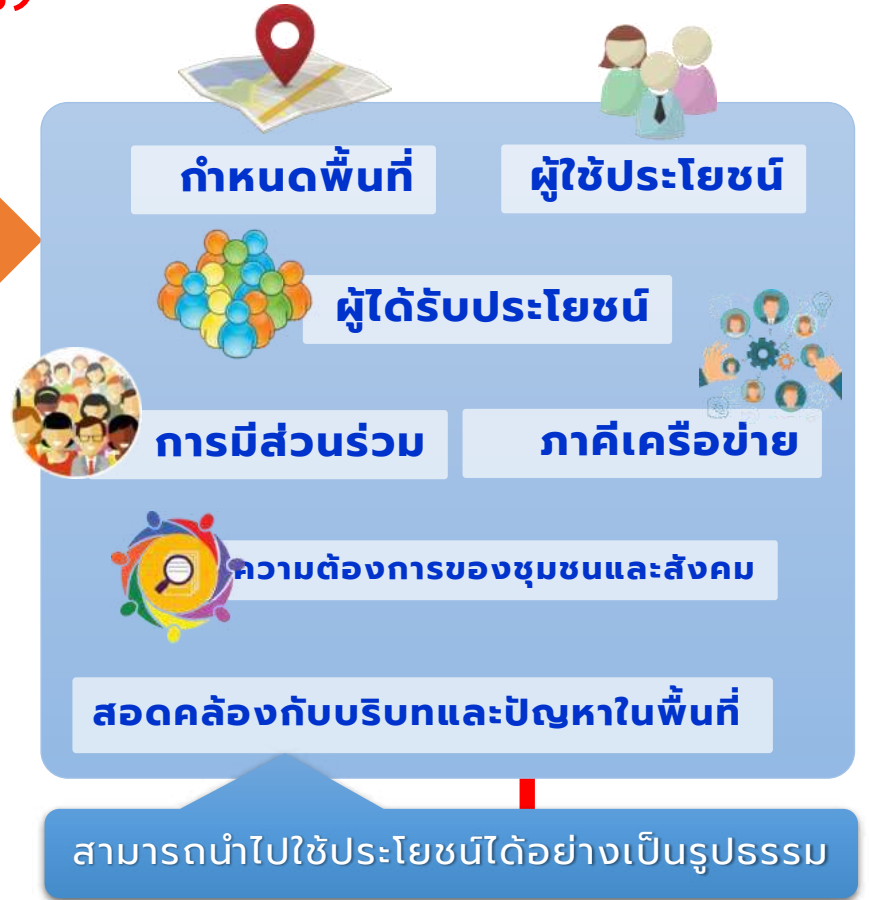 กำหนดพื้นที่
ผู้ใช้ประโยชน์
ผู้ได้รับประโยชน์
การมีส่วนร่วม
ภาคีเครือข่าย
ความต้องการของชุมชนและสังคม
สอดคล้องกับบริบทและปัญหาในพื้นที่
สามารถนำไปใช้ประโยชน์ได้อย่างเป็นรูปธรรม